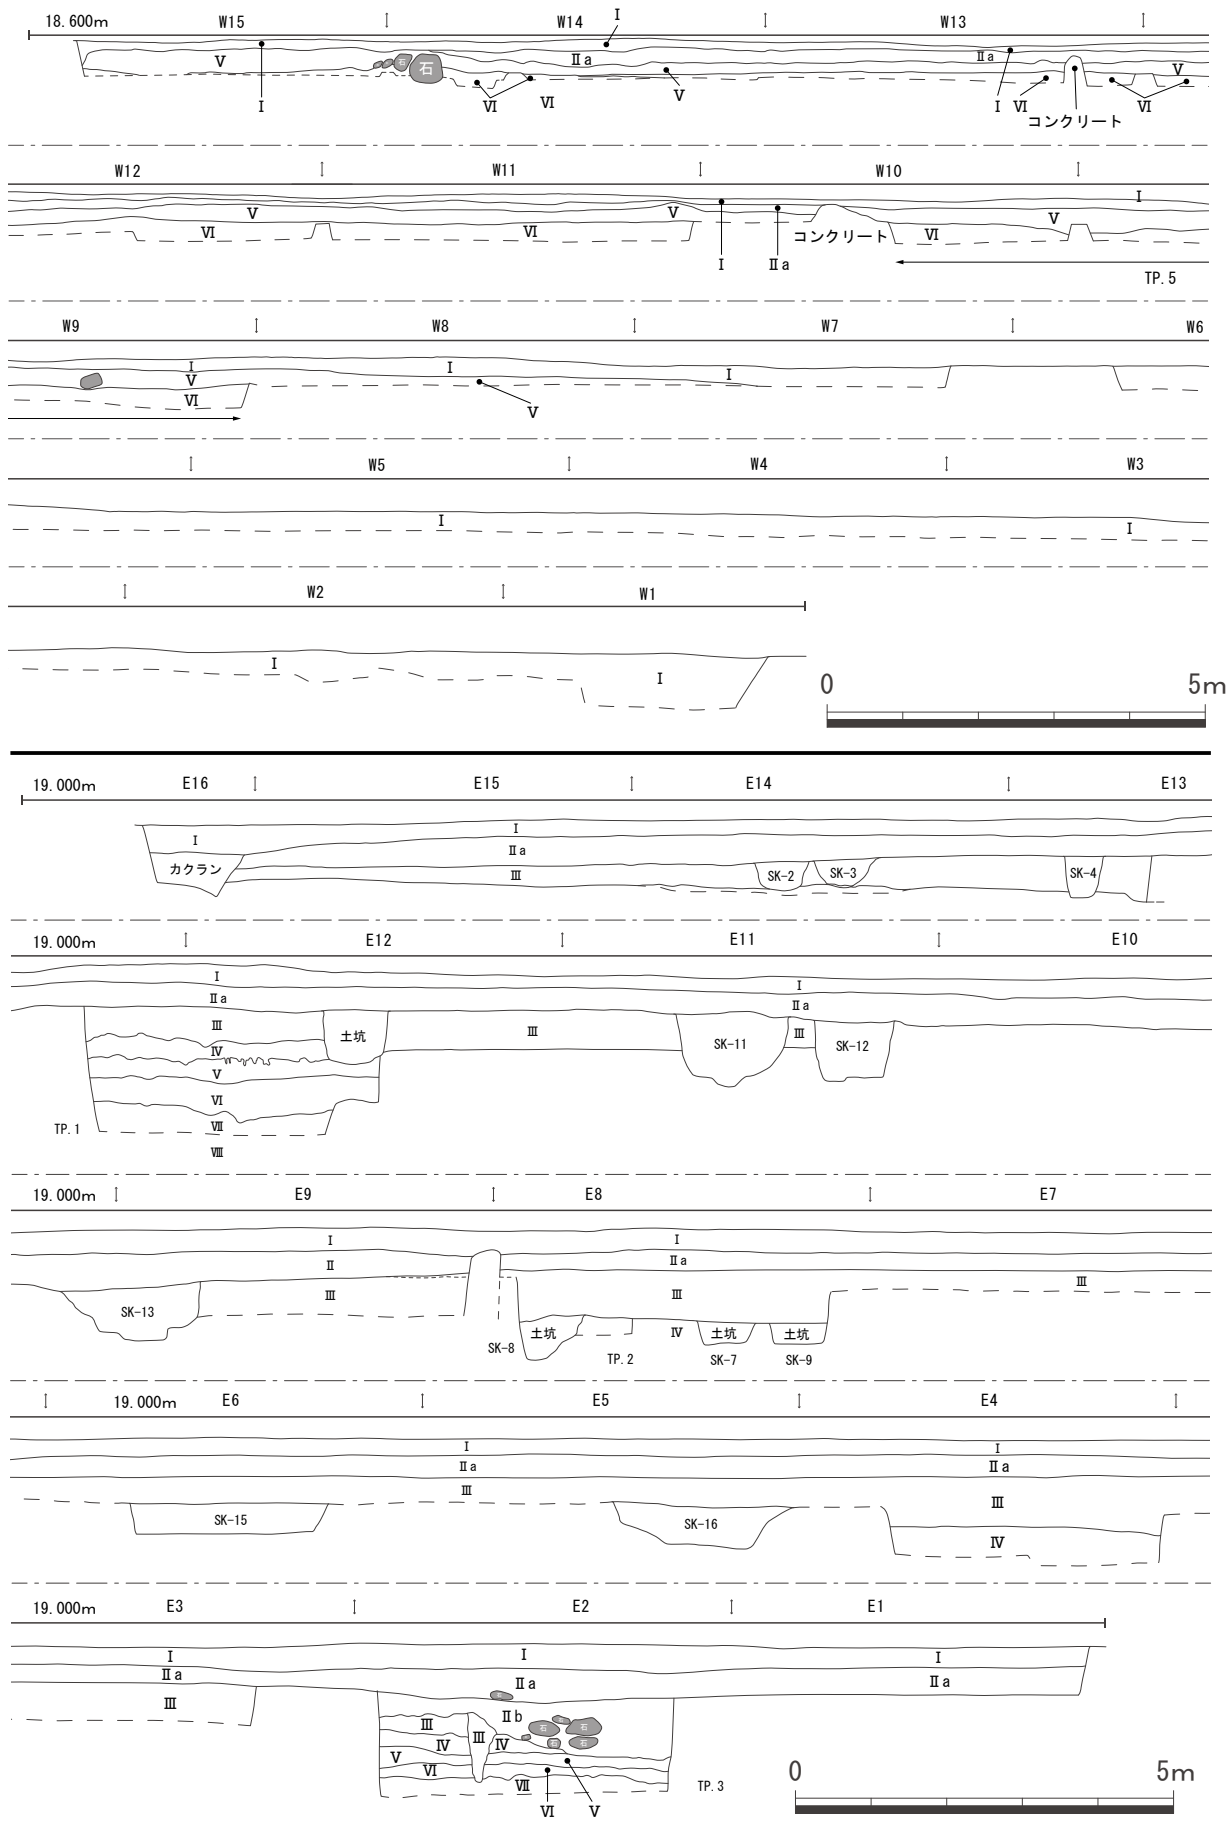 18.600m W15 W14 Ⅰ W13
Ⅴ 石 石 Ⅱa Ⅱa Ⅴ
Ⅰ Ⅵ Ⅵ Ⅴ Ⅰ Ⅵ Ⅵ
コンクリート
W12 W11 W10
Ⅴ Ⅴ Ⅴ Ⅰ
Ⅵ Ⅵ コンクリート Ⅵ
Ⅰ Ⅱa
TP.5
W9 W8 W7 W6
Ⅰ Ⅰ Ⅰ
Ⅴ
Ⅵ Ⅴ
W5 W4 W3
Ⅰ Ⅰ
W2 W1
Ⅰ Ⅰ
0 5m
19.000m E16 E15 E14 E13
Ⅰ Ⅰ
Ⅱa
カクラン Ⅲ SK-2 SK-3 SK-4
19.000m E12 E11 E10
Ⅰ Ⅰ
Ⅱa Ⅱa
Ⅲ 土坑 Ⅲ SK-11 Ⅲ SK-12
Ⅳ
Ⅴ
Ⅵ
TP.1 Ⅶ
Ⅷ
19.000m E9 E8 E7
Ⅰ Ⅰ
Ⅱ Ⅱa
Ⅲ Ⅲ Ⅲ
SK-13
土坑 Ⅳ 土坑 土坑
SK-8 TP.2 SK-7 SK-9
19.000m E6 E5 E4
Ⅰ Ⅰ
Ⅱa Ⅱa
Ⅲ Ⅲ
SK-15 SK-16
Ⅳ
19.000m E3 E2 E1
Ⅰ Ⅰ Ⅰ
Ⅱa Ⅱa Ⅱa
石
Ⅲ Ⅱb
Ⅲ Ⅲ 石 石 石
Ⅳ Ⅳ 石 石
Ⅴ
Ⅵ
Ⅶ TP.3
Ⅵ Ⅴ
0 5m